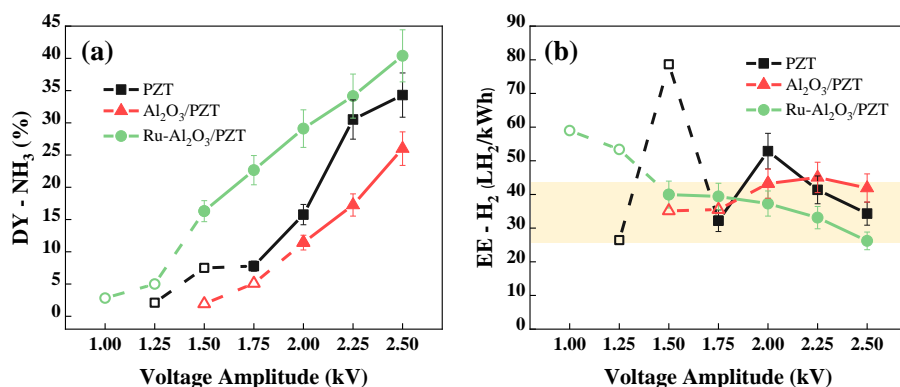 (a)
PZT
Al₂O₃/PZT
Ru-Al₂O₃/PZT
DY - NH₃ (%)
45
40
35
30
25
20
15
10
5
0
1.00 1.25 1.50 1.75 2.00 2.25 2.50
Voltage Amplitude (kV)
(b)
PZT
Al₂O₃/PZT
Ru-Al₂O₃/PZT
EE - H₂ (LH₂/kWh)
90
80
70
60
50
40
30
20
10
0
1.00 1.25 1.50 1.75 2.00 2.25 2.50
Voltage Amplitude (kV)